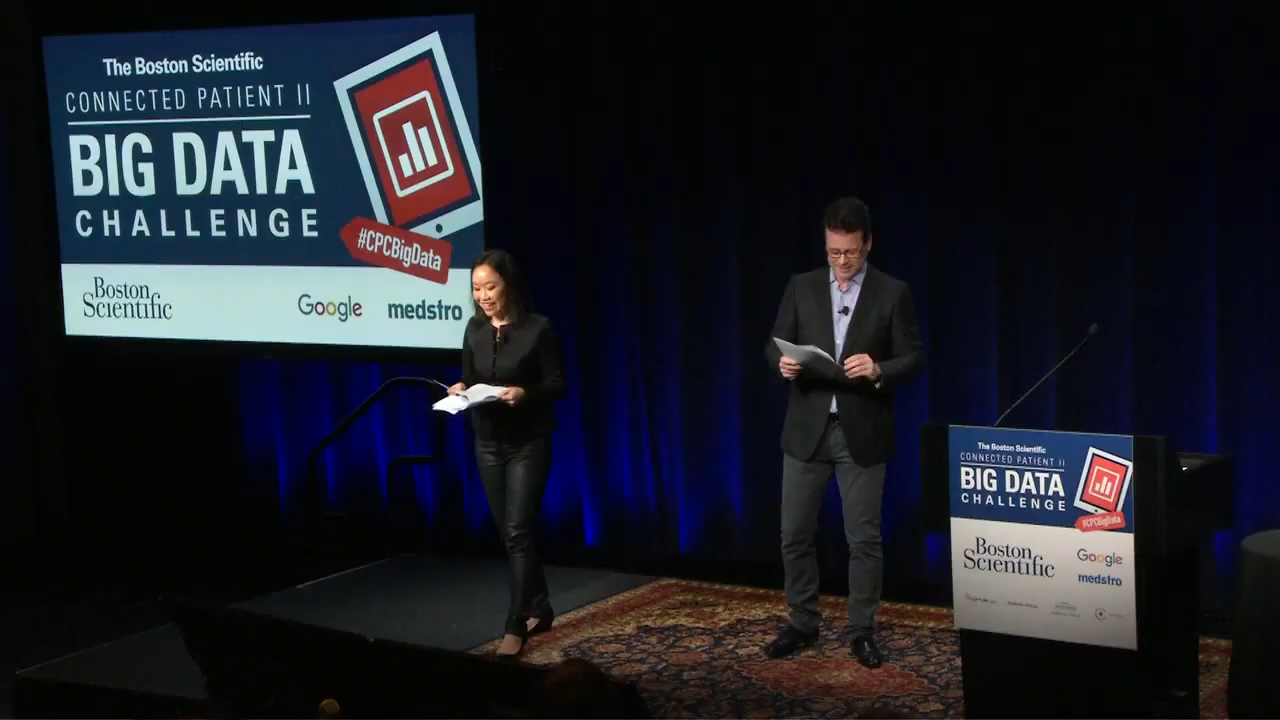 The Boston Scientific
CONNECTED PATIENT II
BIG DATA
CHALLENGE
#CPCBigData
Boston
Scientific
Google
medstro
The Boston Scientific
CONNECTED PATIENT II
BIG DATA
CHALLENGE
#CPCBigData
Boston
Scientific
Google
medstro